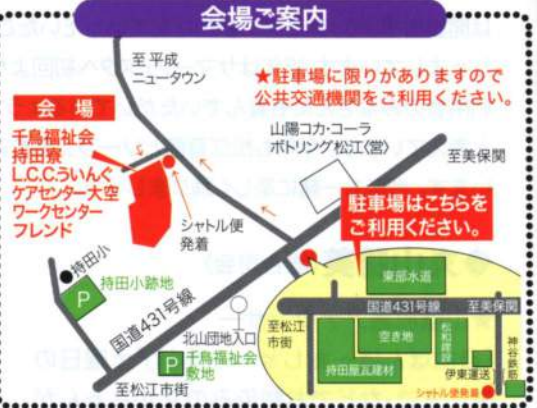 会場ご案内
至 平成
ニュータウン
★駐車場に限りがありますので
公共交通機関をご利用ください。
会 場
千鳥福祉会
持田寮
L.C.Cういんぐ
ケアセンター大空
ワークセンター
フレンド
山陽コカ・コーラ
ボトリング松江〈営〉
至美保関
シャトル便
発着
駐車場はこちらを
ご利用ください。
持田小
P
持田小跡地
国道431号線
北山団地入口
P
千鳥福祉会
敷地
至松江市街
東部水道
国道431号線
至美保関
至松江
市街
空き地
松和建設
持田屋瓦建材
伊東運送
神谷鉄筋
シャトル便発着